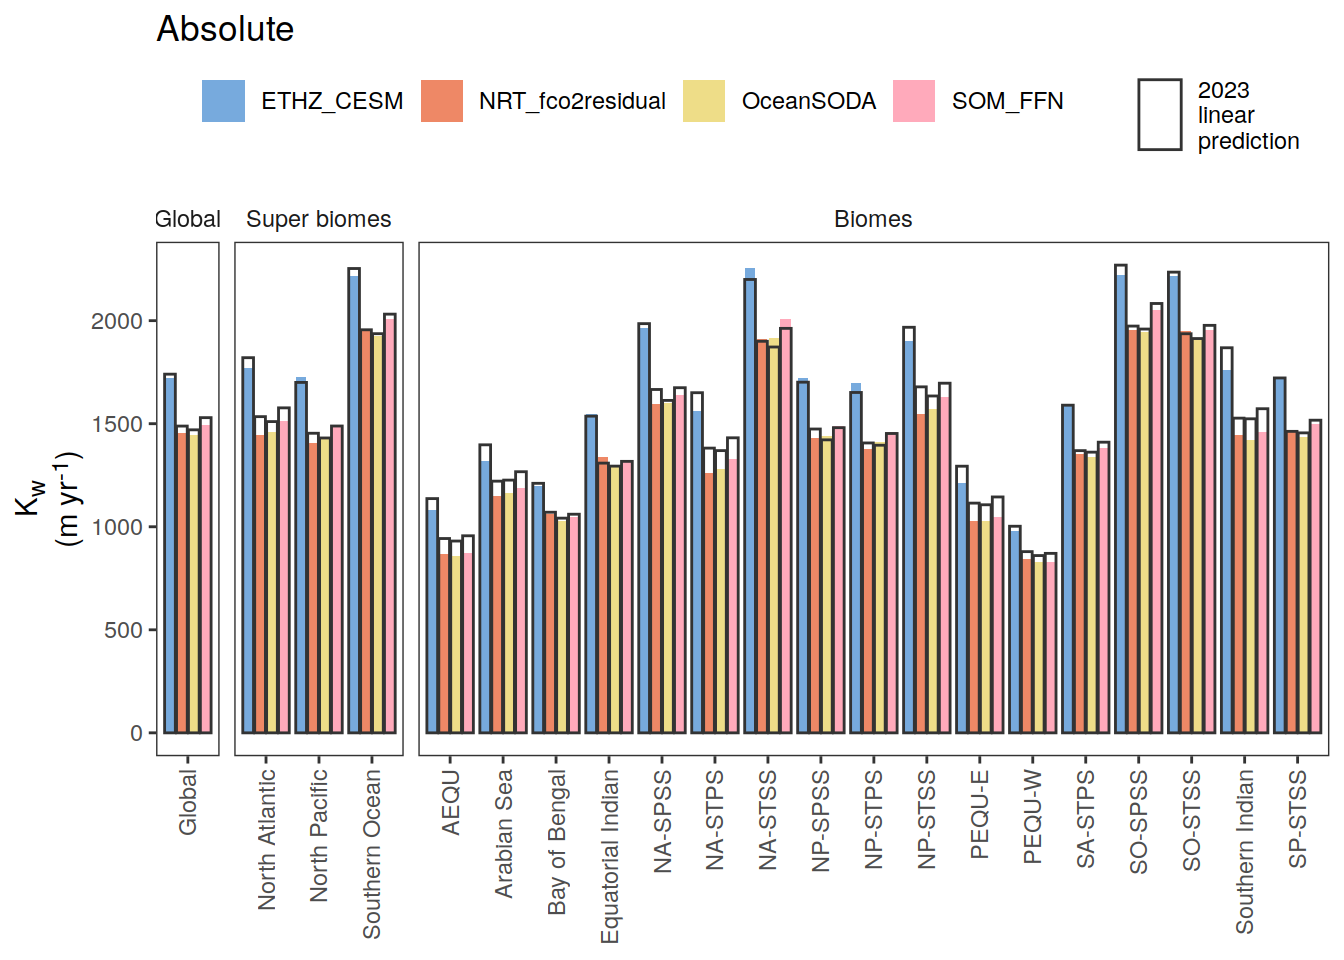 Absolute
ETHZ_CESM
NRT_fco2residual
OceanSODA
SOM_FFN
2023
linear
prediction
Global
Super biomes
Biomes
Kw
(m yr-1)
2000
1500
1000
500
0
Global
North Atlantic
North Pacific
Southern Ocean
AEQU
Arabian Sea
Bay of Bengal
Equatorial Indian
NA-SPSS
NA-STPS
NA-STSS
NP-SPSS
NP-STPS
NP-STSS
PEQU-E
PEQU-W
SA-STPS
SO-SPSS
SO-STSS
Southern Indian
SP-STSS